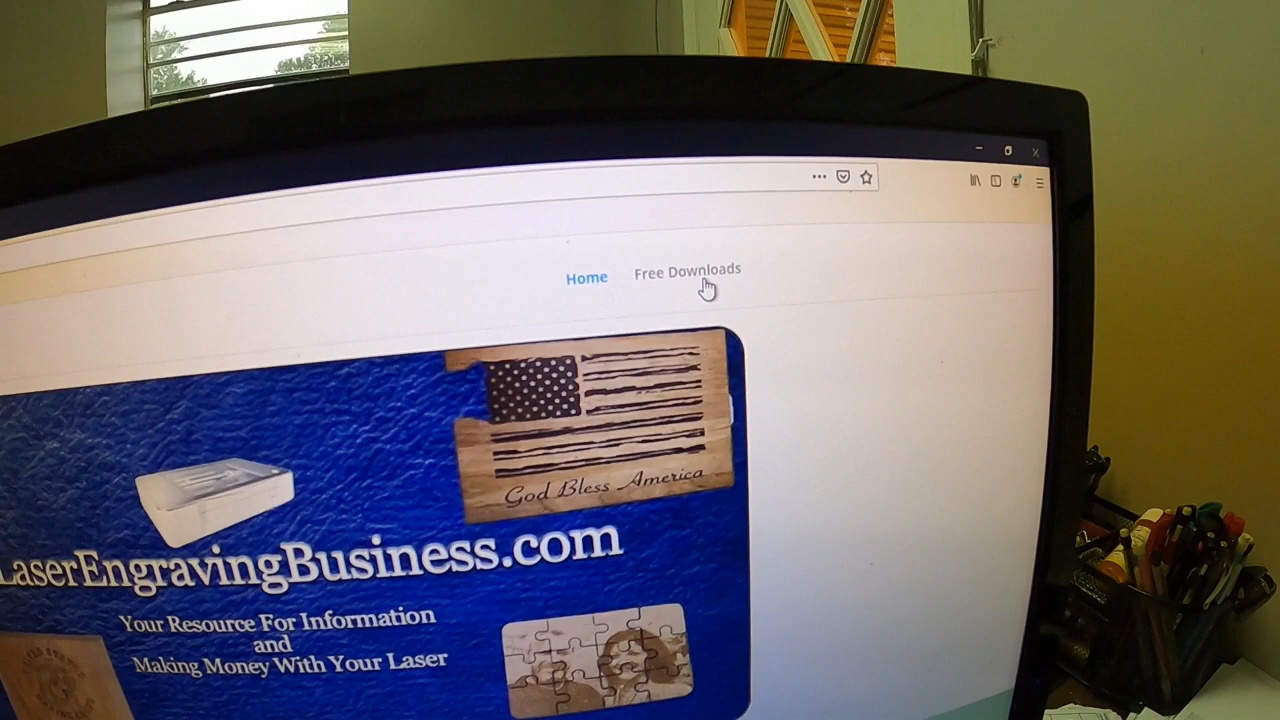 Home Free Downloads
God Bless America
LaserEngravingBusiness.com
Your Resource For Information
and
Making Money With Your Laser